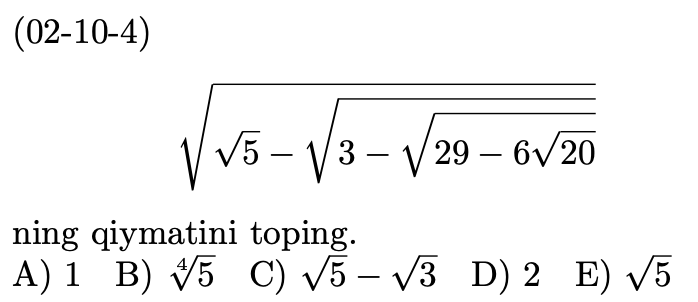 (02-10-4)
√(√5 − √(3 − √(29 − 6√20)))
ning qiymatini toping.
A) 1 B) ∜5 C) √5 − √3 D) 2 E) √5